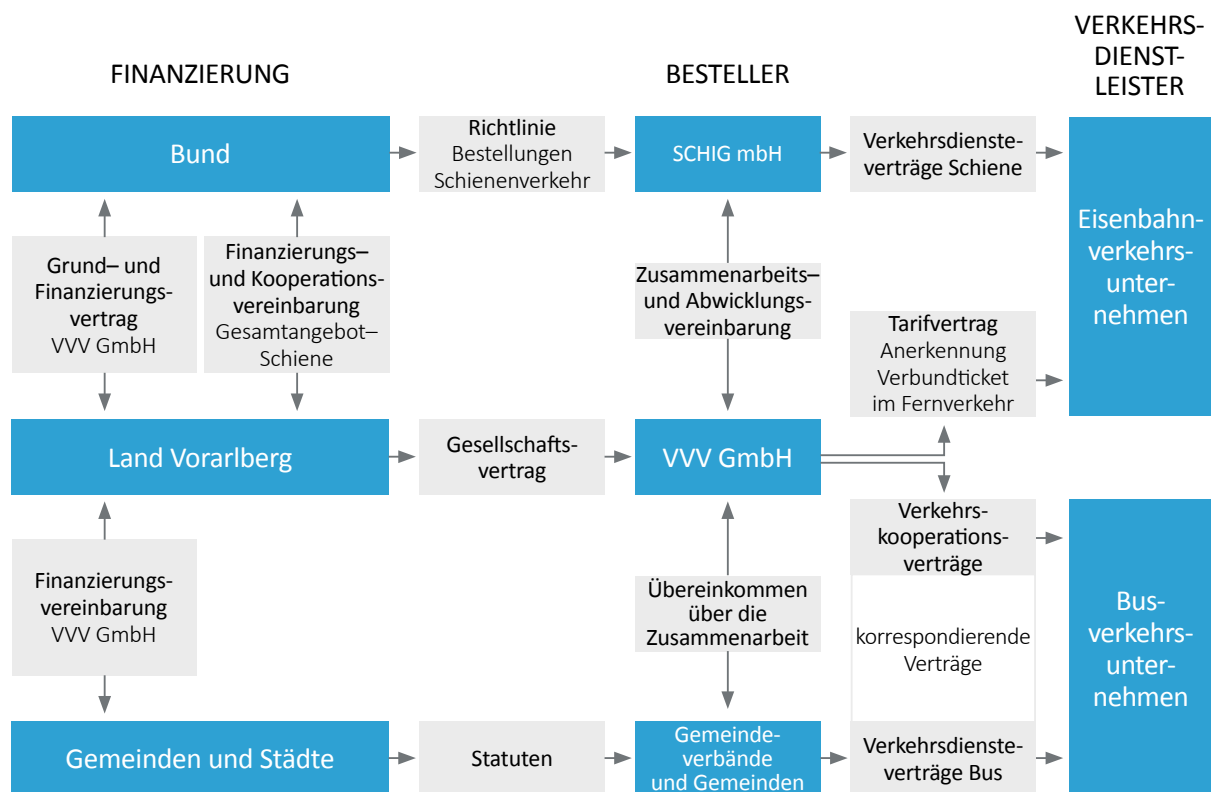 FINANZIERUNG
BESTELLER
VERKEHRS-
DIENST-
LEISTER
Bund
Richtlinie
Bestellungen
Schienenverkehr
SCHIG mbH
Verkehrsdienste-
verträge Schiene
Eisenbahn-
verkehrs-
unter-
nehmen
Grund– und
Finanzierungs-
vertrag
VVV GmbH
Finanzierungs–
und Kooperations-
vereinbarung
Gesamtangebot–
Schiene
Zusammenarbeits–
und Abwicklungs-
vereinbarung
Tarifvertrag
Anerkennung
Verbundticket
im Fernverkehr
Land Vorarlberg
Gesellschafts-
vertrag
VVV GmbH
Verkehrs-
kooperations-
verträge
Finanzierungs-
vereinbarung
VVV GmbH
Übereinkommen
über die
Zusammenarbeit
korrespondierende
Verträge
Bus-
verkehrs-
unter-
nehmen
Gemeinden und Städte
Statuten
Gemeinde-
verbände
und Gemeinden
Verkehrsdienste-
verträge Bus